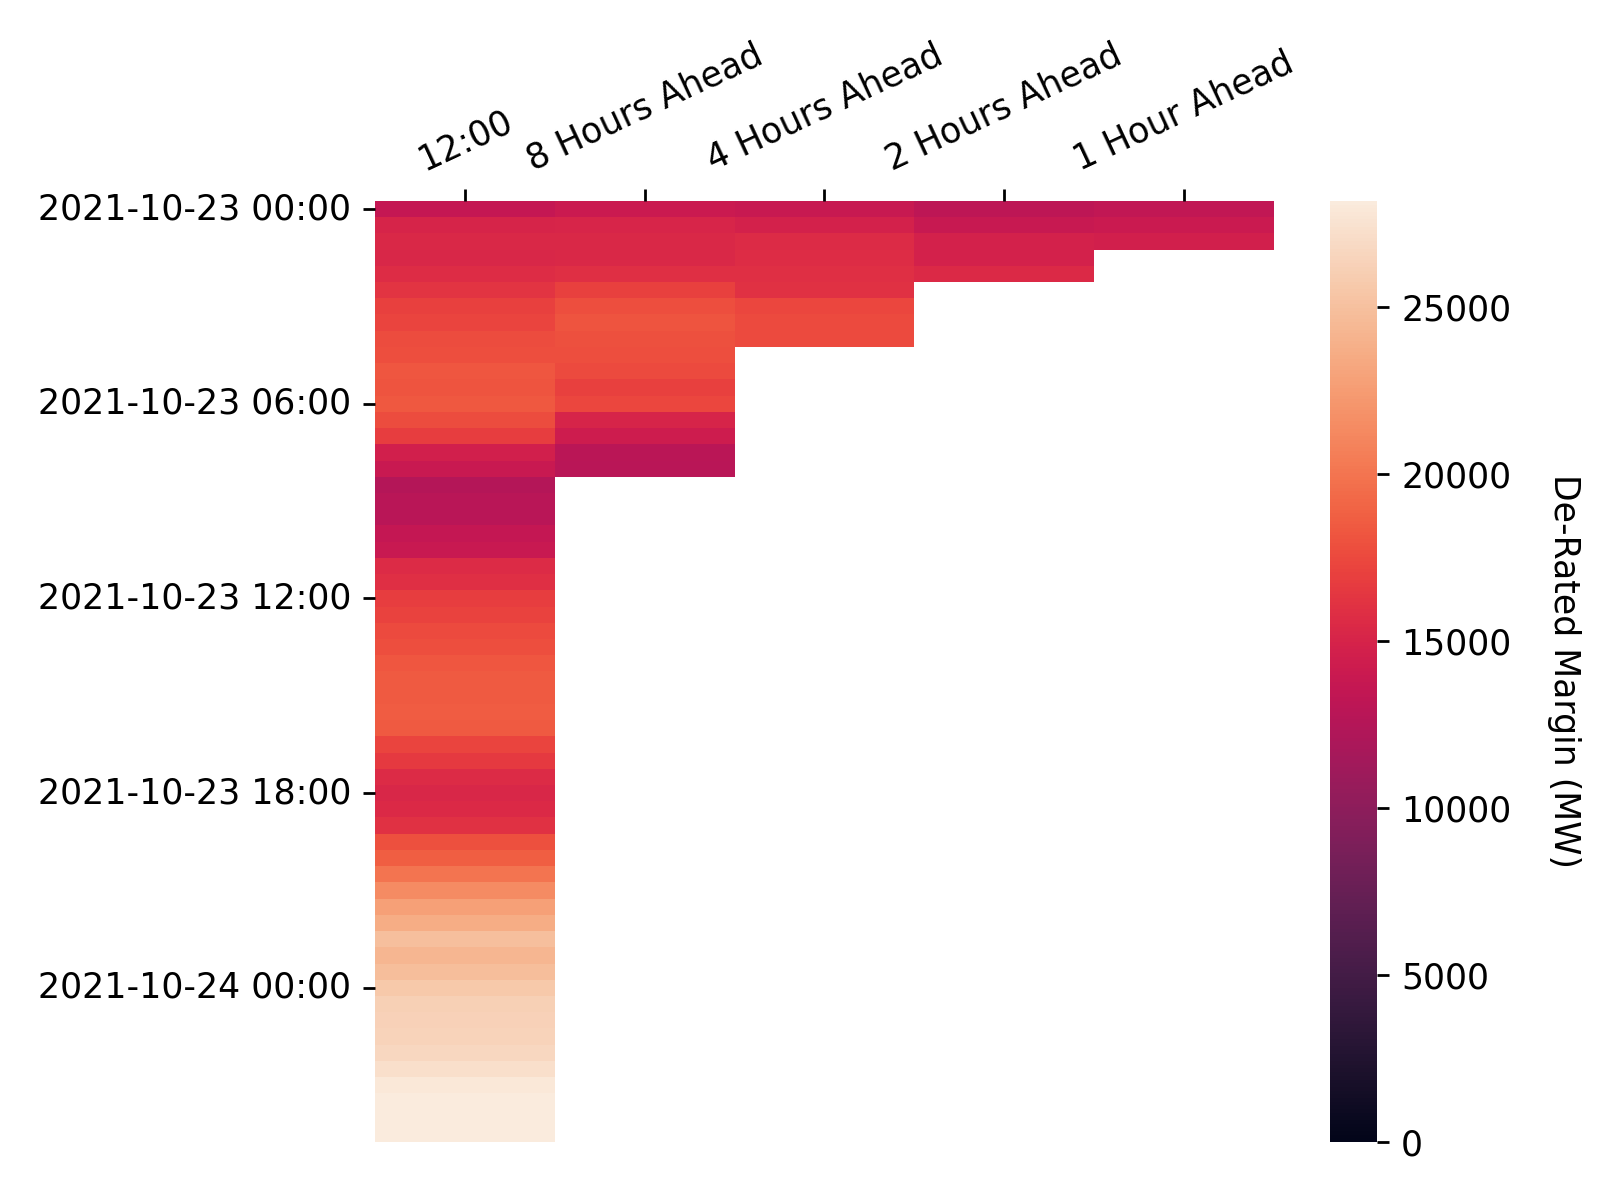 12:00
8 Hours Ahead
4 Hours Ahead
2 Hours Ahead
1 Hour Ahead
2021-10-23 00:00
2021-10-23 06:00
2021-10-23 12:00
2021-10-23 18:00
2021-10-24 00:00
25000
20000
15000
10000
5000
0
De-Rated Margin (MW)